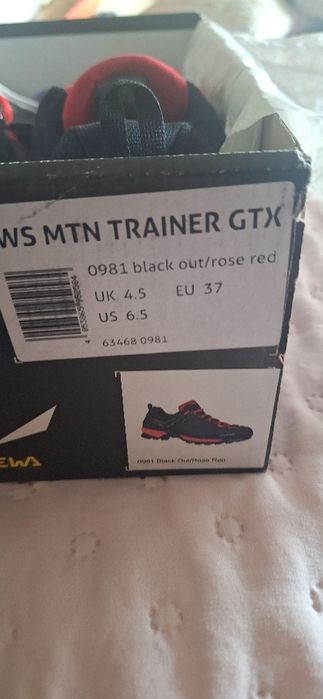 WS MTN TRAINER GTX
0981 black out/rose red
UK 4.5 EU 37
US 6.5
63468 0981
EWA
0981 Black Out/Rose Red